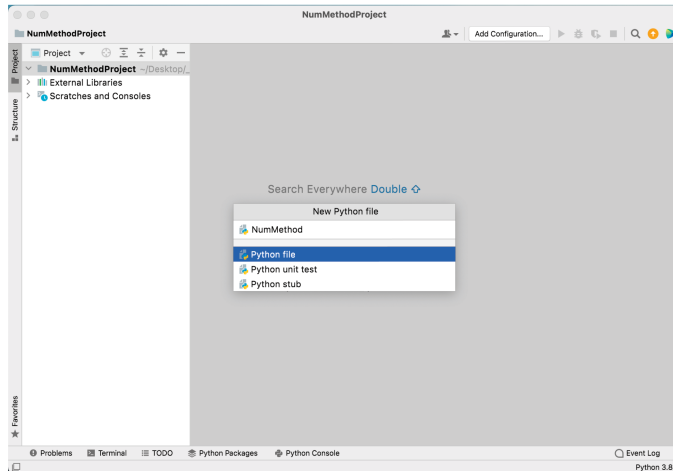 NumMethodProject
NumMethodProject
Add Configuration...
Project
Project
NumMethodProject ~/Desktop/_
External Libraries
Scratches and Consoles
Structure
Search Everywhere Double
New Python file
NumMethod
Python file
Python unit test
Python stub
Favorites
Problems Terminal TODO Python Packages Python Console Event Log
Python 3.8